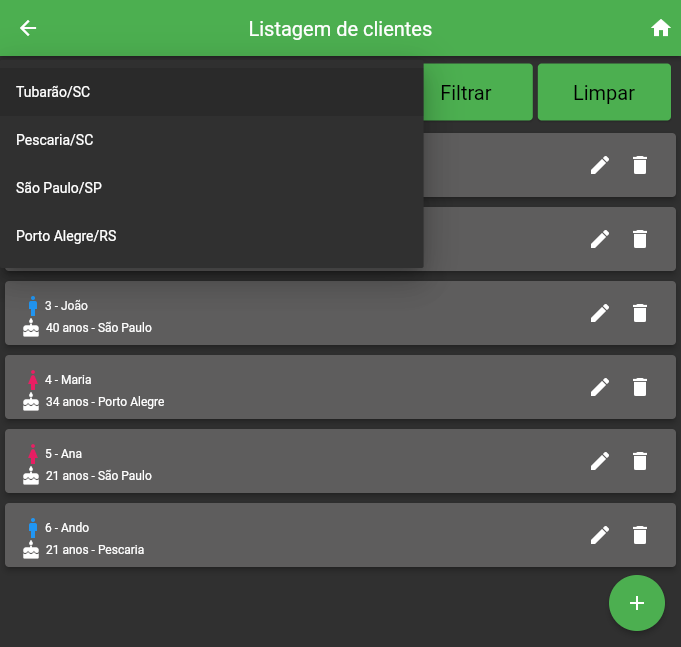 Listagem de clientes
Tubarão/SC
Filtrar
Limpar
Pescaria/SC
São Paulo/SP
Porto Alegre/RS
3 - João
40 anos - São Paulo
4 - Maria
34 anos - Porto Alegre
5 - Ana
21 anos - São Paulo
6 - Ando
21 anos - Pescaria